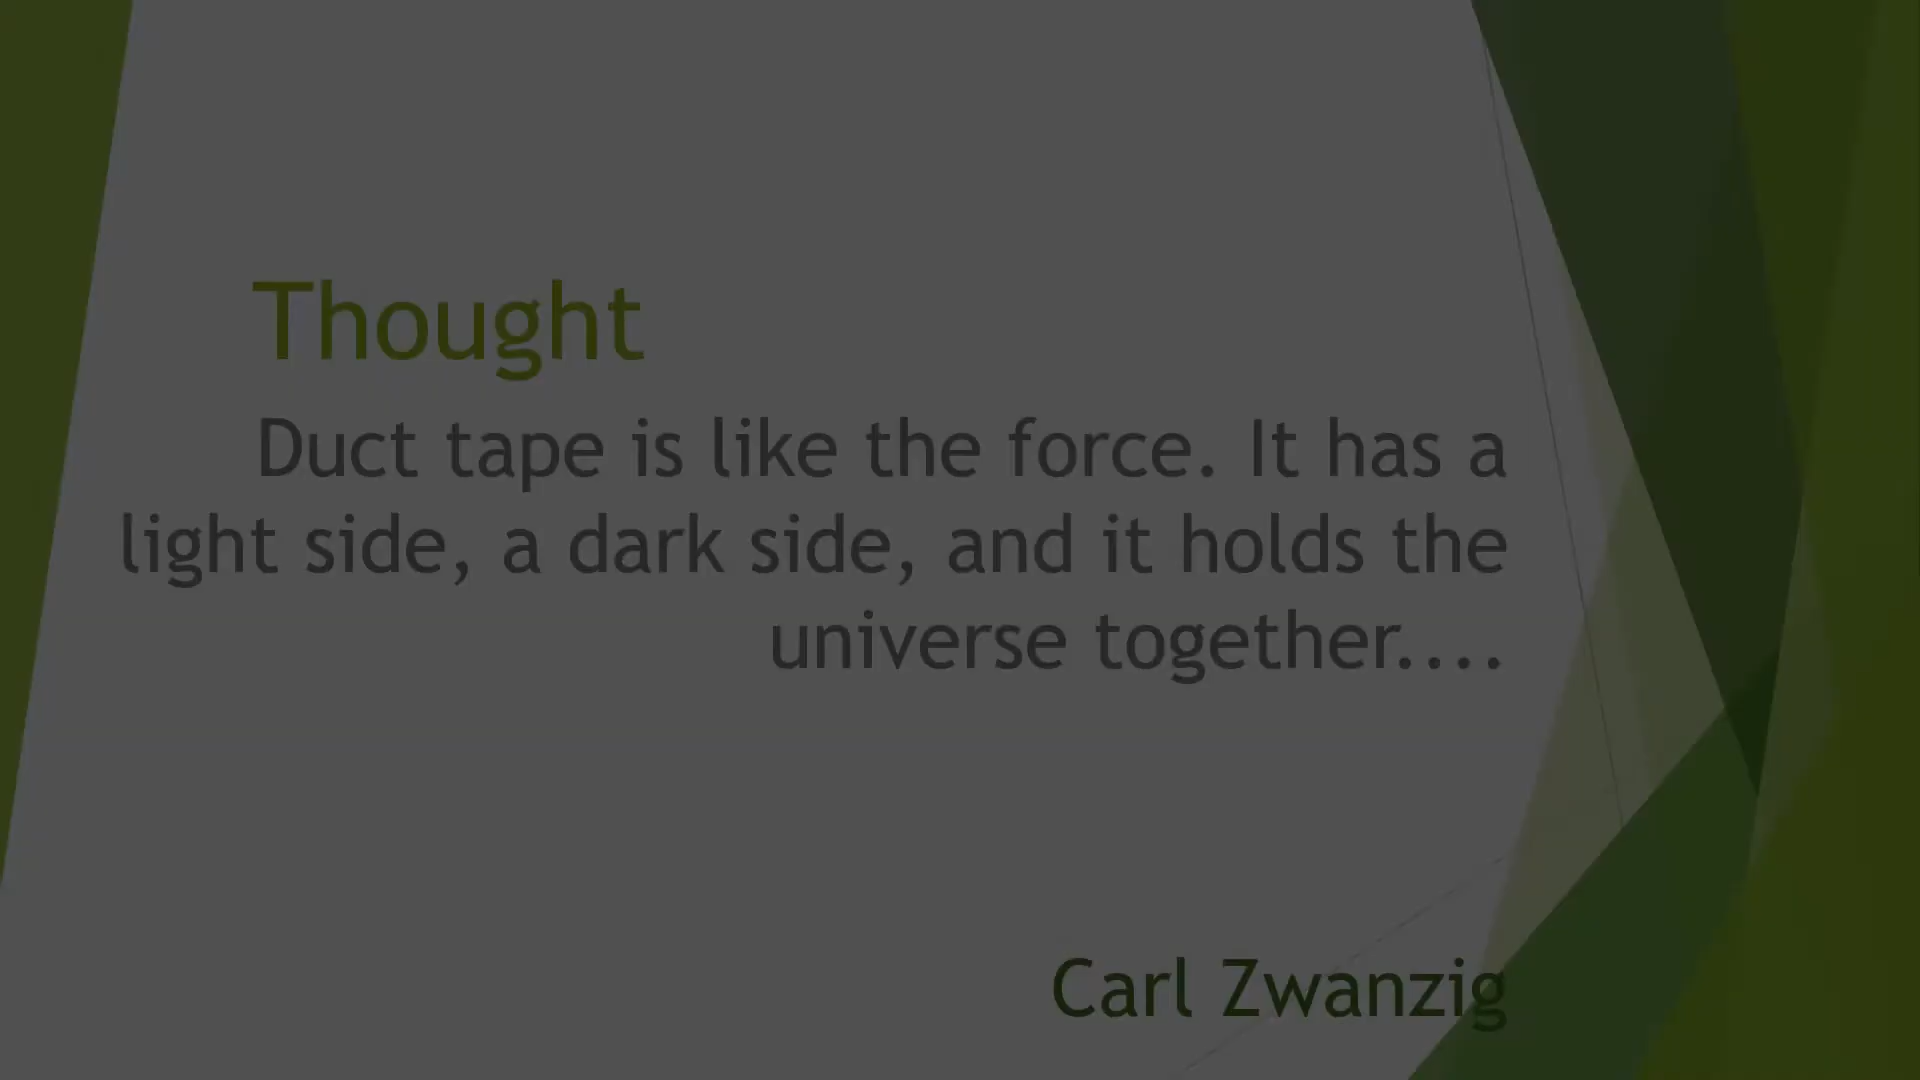 Thought
Duct tape is like the force. It has a
light side, a dark side, and it holds the
universe together....
Carl Zwanzig